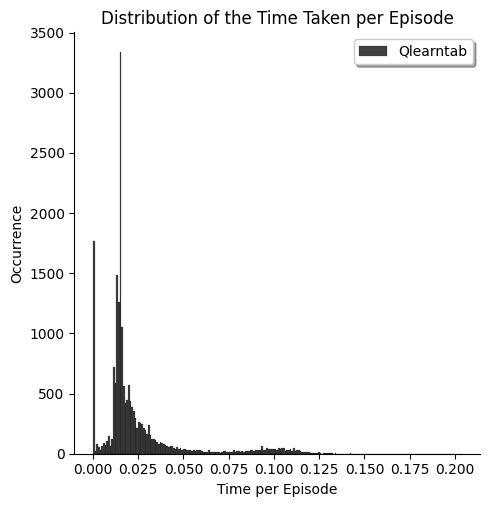 Distribution of the Time Taken per Episode
Qlearntab
3500
3000
2500
2000
1500
1000
500
0
Occurrence
0.000 0.025 0.050 0.075 0.100 0.125 0.150 0.175 0.200
Time per Episode